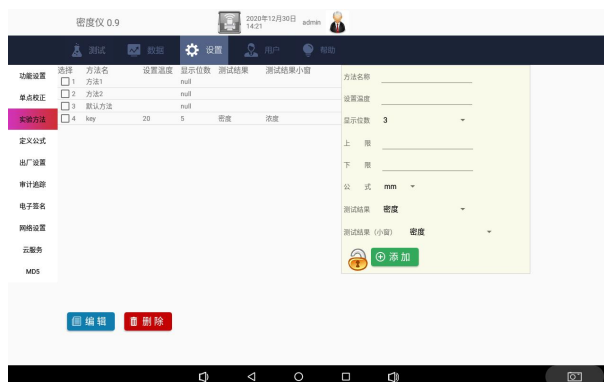 密度仪 0.9
2020年12月30日
14:21
admin
测试 数据 设置 用户 帮助
功能设置
单点校正
实验方法
定义公式
出厂设置
审计追踪
电子签名
网络设置
云服务
MD5
选择 方法名 设置温度 显示位数 测试结果 测试结果小窗
1 方法1 null
2 方法2 null
3 默认方法 null
4 key 20 5 密度 浓度
方法名称
设置温度
显示位数 3
上 限
下 限
公 式 mm
测试结果 密度
测试结果（小窗） 密度
添加
编辑 删除